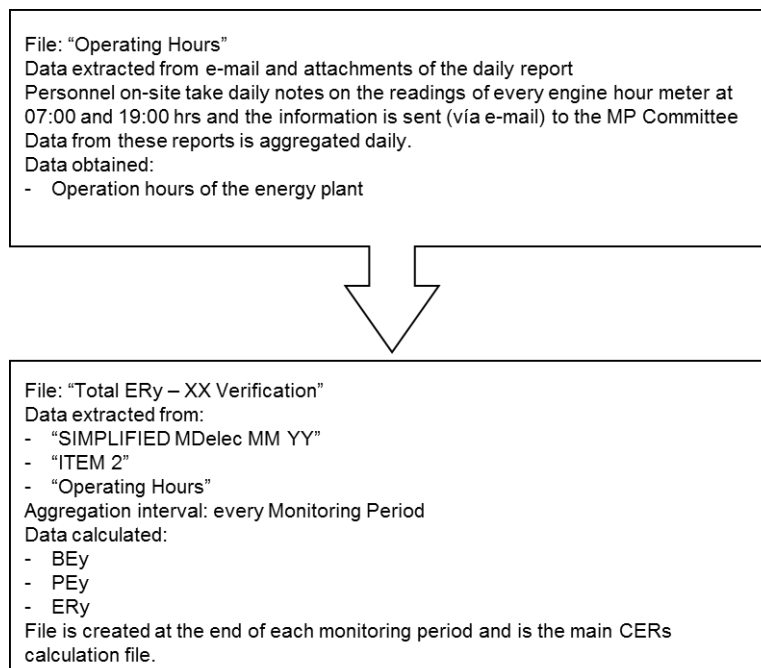 File: “Operating Hours”
Data extracted from e-mail and attachments of the daily report
Personnel on-site take daily notes on the readings of every engine hour meter at
07:00 and 19:00 hrs and the information is sent (vía e-mail) to the MP Committee
Data from these reports is aggregated daily.
Data obtained:
- Operation hours of the energy plant
File: “Total ERy – XX Verification”
Data extracted from:
- “SIMPLIFIED MDelec MM YY”
- “ITEM 2”
- “Operating Hours”
Aggregation interval: every Monitoring Period
Data calculated:
- BEy
- PEy
- ERy
File is created at the end of each monitoring period and is the main CERs
calculation file.